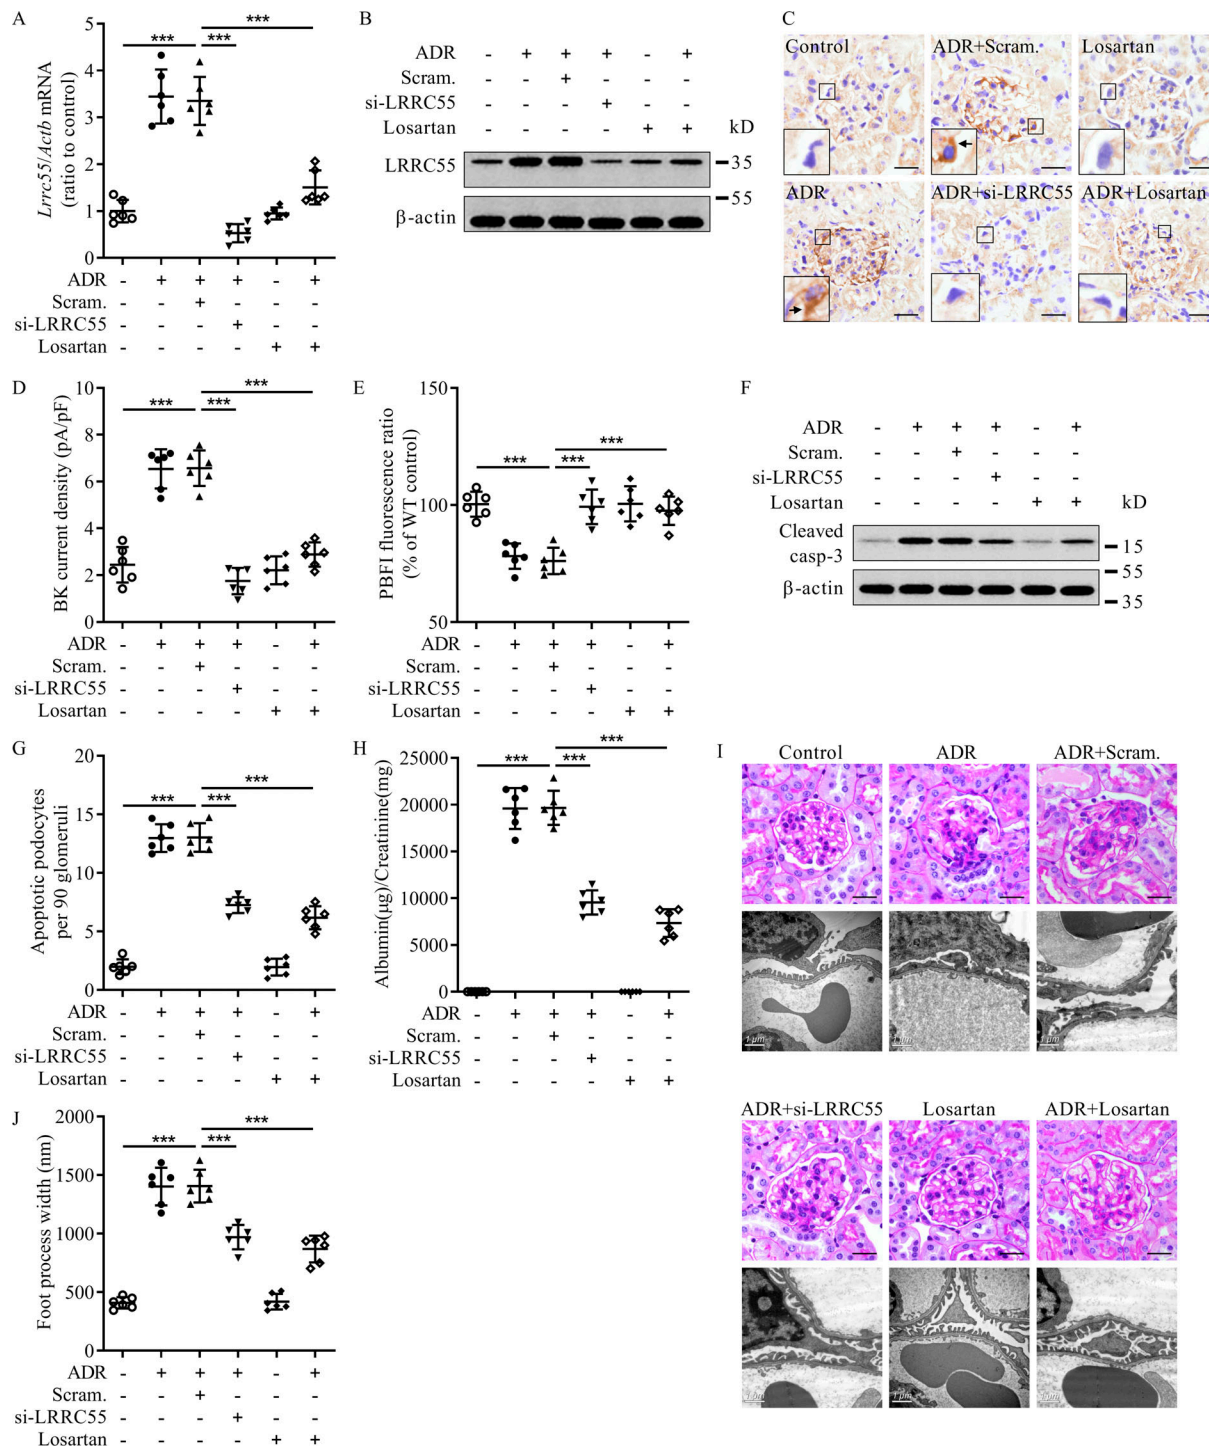 A
Lrrc55/Actb mRNA
(ratio to control)
5
4
3
2
1
0
***
***
***
ADR - + + + - +
Scram. - - + - - -
si-LRRC55 - - - + - -
Losartan - - - - + +
B
ADR - + + + - +
Scram. - - + - - -
si-LRRC55 - - - + - -
Losartan - - - - + + kD
LRRC55
35
55
β-actin
C
Control
ADR+Scram.
Losartan
ADR
ADR+si-LRRC55
ADR+Losartan
D
BK current density (pA/pF)
10
8
6
4
2
0
***
***
***
ADR - + + + - +
Scram. - - + - - -
si-LRRC55 - - - + - -
Losartan - - - - + +
E
PBFI fluorescence ratio
(% of WT control)
150
100
50
***
***
***
ADR - + + + - +
Scram. - - + - - -
si-LRRC55 - - - + - -
Losartan - - - - + +
F
ADR - + + + - +
Scram. - - + - - -
si-LRRC55 - - - + - -
Losartan - - - - + + kD
Cleaved
casp-3
15
55
β-actin
35
G
Apoptotic podocytes
per 90 glomeruli
20
15
10
5
0
***
***
***
ADR - + + + - +
Scram. - - + - - -
si-LRRC55 - - - + - -
Losartan - - - - + +
H
Albumin(μg)/Creatinine(mg)
25000
20000
15000
10000
5000
0
***
***
***
ADR - + + + - +
Scram. - - + - - -
si-LRRC55 - - - + - -
Losartan - - - - + +
I
Control
ADR
ADR+Scram.
1 μm
1 μm
1 μm
ADR+si-LRRC55
Losartan
ADR+Losartan
1 μm
1 μm
1 μm
J
Foot process width (nm)
2000
1500
1000
500
0
***
***
***
ADR - + + + - +
Scram. - - + - - -
si-LRRC55 - - - + - -
Losartan - - - - + +